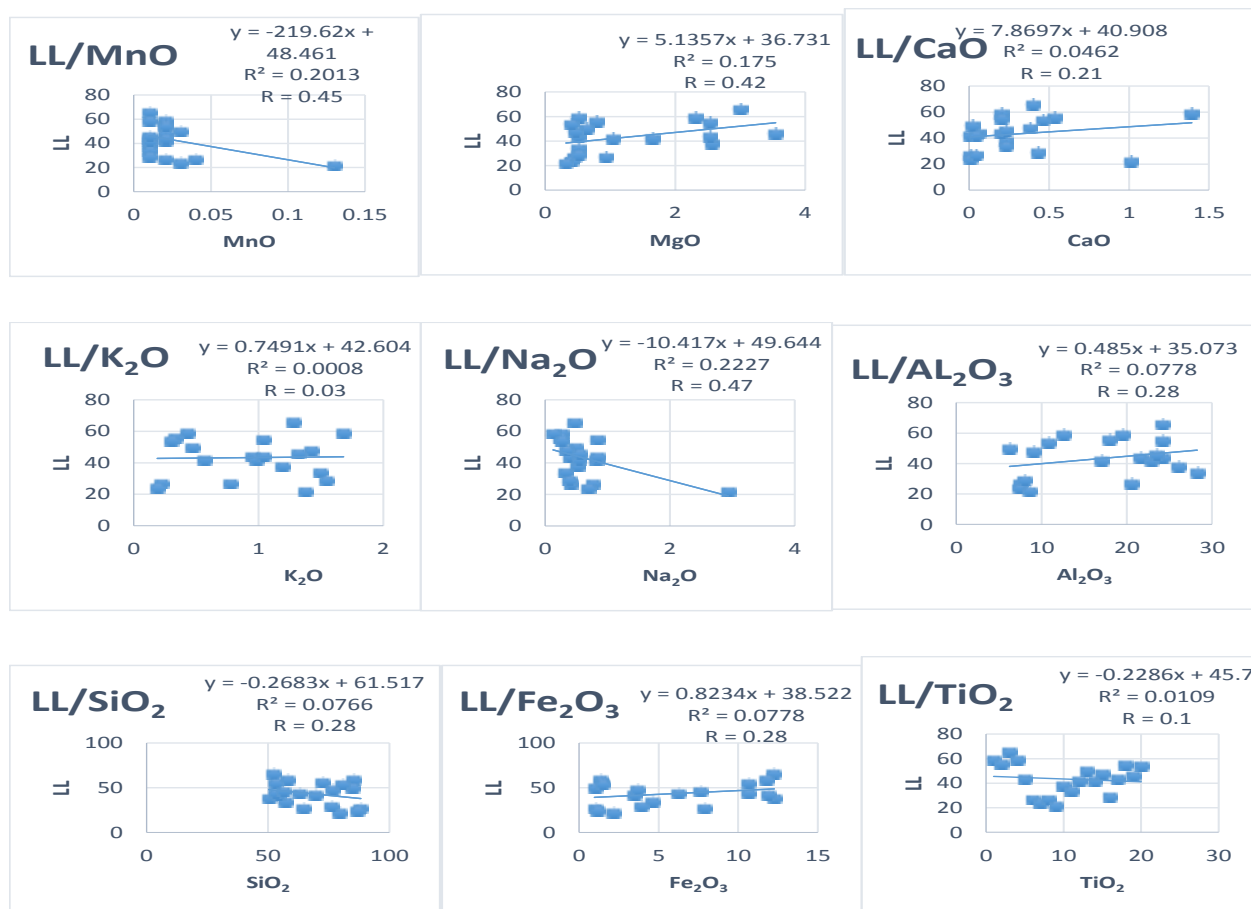 LL/MnO
y = -219.62x +
48.461
R² = 0.2013
R = 0.45
80
60
40
20
0
LL
0 0.05 0.1 0.15
MnO
y = 5.1357x + 36.731
R² = 0.175
R = 0.42
80
60
40
20
0
LL
0 2 4
MgO
LL/CaO
y = 7.8697x + 40.908
R² = 0.0462
R = 0.21
80
60
40
20
0
LL
0 0.5 1 1.5
CaO
LL/K₂O
y = 0.7491x + 42.604
R² = 0.0008
R = 0.03
80
60
40
20
0
LL
0 1 2
K₂O
LL/Na₂O
y = -10.417x + 49.644
R² = 0.2227
R = 0.47
80
60
40
20
0
LL
0 2 4
Na₂O
LL/AL₂O₃
y = 0.485x + 35.073
R² = 0.0778
R = 0.28
80
60
40
20
0
LL
0 10 20 30
Al₂O₃
LL/SiO₂
y = -0.2683x + 61.517
R² = 0.0766
R = 0.28
100
50
0
LL
0 50 100
SiO₂
LL/Fe₂O₃
y = 0.8234x + 38.522
R² = 0.0778
R = 0.28
100
50
0
LL
0 5 10 15
Fe₂O₃
LL/TiO₂
y = -0.2286x + 45.7
R² = 0.0109
R = 0.1
80
60
40
20
0
LL
0 10 20 30
TiO₂